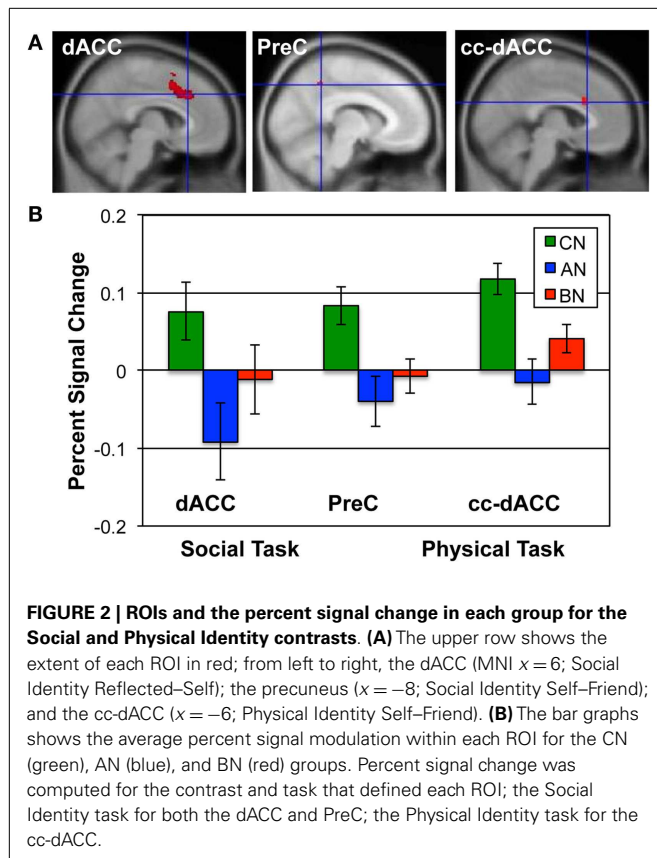 A
dACC
PreC
cc-dACC
B
0.2
CN
AN
BN
0.1
0
-0.1
-0.2
Percent Signal Change
dACC
PreC
cc-dACC
Social Task
Physical Task
FIGURE 2 | ROIs and the percent signal change in each group for the
Social and Physical Identity contrasts. (A) The upper row shows the
extent of each ROI in red; from left to right, the dACC (MNI x = 6; Social
Identity Reflected–Self); the precuneus (x = −8; Social Identity Self–Friend);
and the cc-dACC (x = −6; Physical Identity Self–Friend). (B) The bar graphs
shows the average percent signal modulation within each ROI for the CN
(green), AN (blue), and BN (red) groups. Percent signal change was
computed for the contrast and task that defined each ROI; the Social
Identity task for both the dACC and PreC; the Physical Identity task for the
cc-dACC.